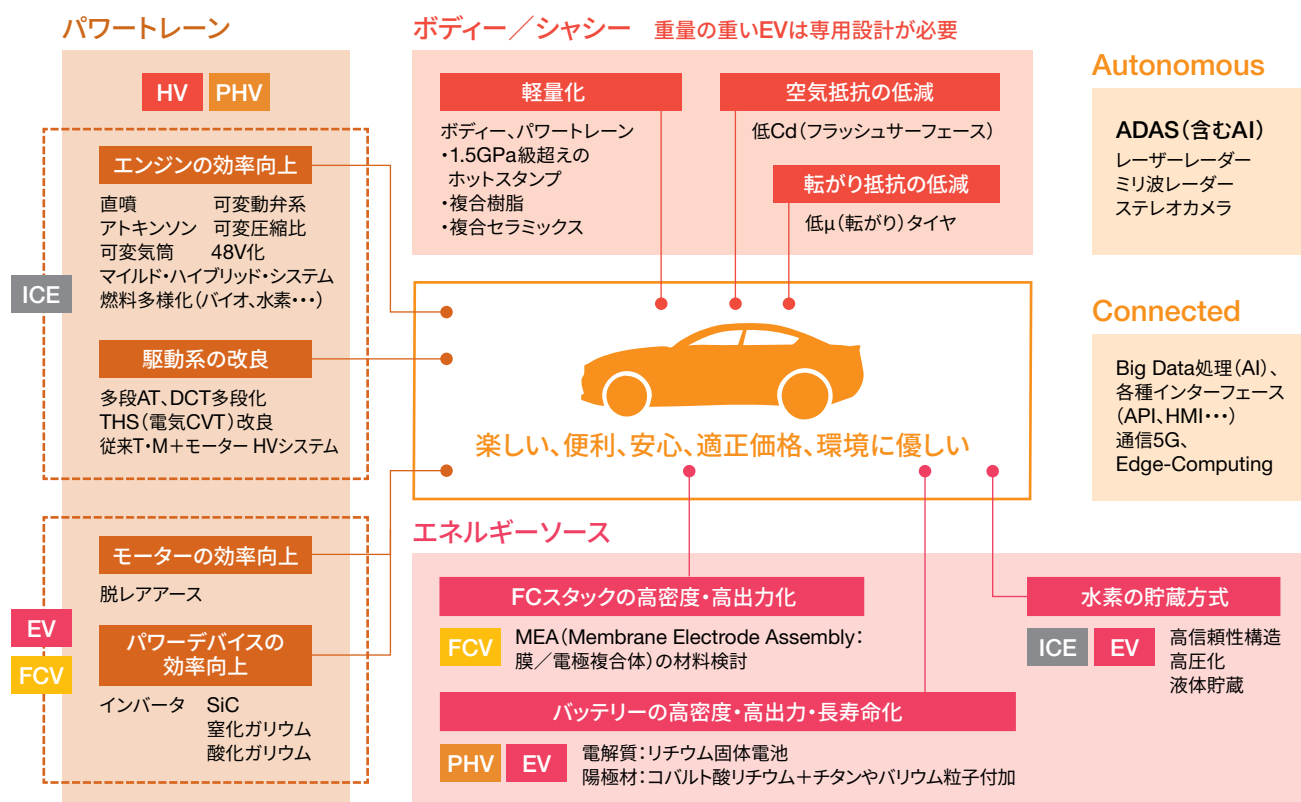 パワートレーン
HV PHV
ICE
エンジンの効率向上
直噴 可変動弁系
アトキンソン 可変圧縮比
可変気筒 48V化
マイルド・ハイブリッド・システム
燃料多様化（バイオ、水素・・・）
駆動系の改良
多段AT、DCT多段化
THS（電気CVT）改良
従来T・M＋モーター HVシステム
EV
FCV
モーターの効率向上
脱レアアース
パワーデバイスの
効率向上
インバータ SiC
窒化ガリウム
酸化ガリウム
ボディー／シャシー 重量の重いEVは専用設計が必要
軽量化
ボディー、パワートレーン
・1.5GPa級超えの
ホットスタンプ
・複合樹脂
・複合セラミックス
空気抵抗の低減
低Cd（フラッシュサーフェース）
転がり抵抗の低減
低μ（転がり）タイヤ
楽しい、便利、安心、適正価格、環境に優しい
エネルギーソース
FCスタックの高密度・高出力化
FCV
MEA（Membrane Electrode Assembly：
膜／電極複合体）の材料検討
バッテリーの高密度・高出力・長寿命化
PHV EV
電解質：リチウム固体電池
陽極材：コバルト酸リチウム＋チタンやバリウム粒子付加
水素の貯蔵方式
ICE EV
高信頼性構造
高圧化
液体貯蔵
Autonomous
ADAS（含むAI）
レーザーレーダー
ミリ波レーダー
ステレオカメラ
Connected
Big Data処理（AI）、
各種インターフェース
（API、HMI・・・）
通信5G、
Edge-Computing